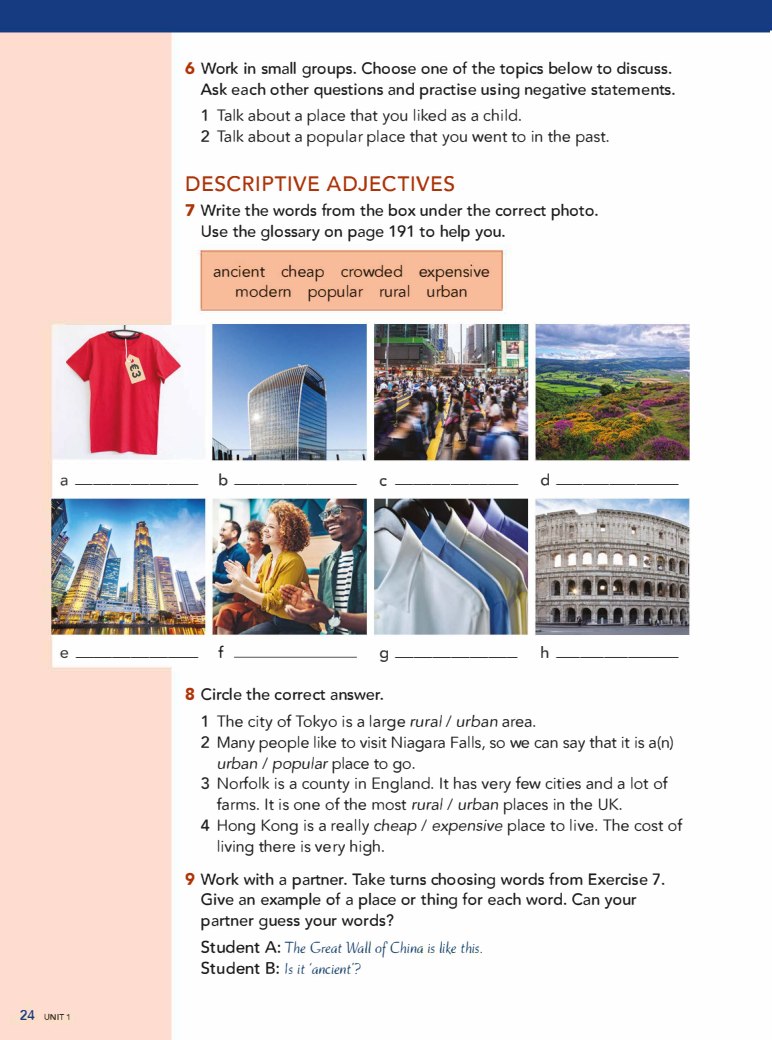 6 Work in small groups. Choose one of the topics below to discuss.
Ask each other questions and practise using negative statements.
1 Talk about a place that you liked as a child.
2 Talk about a popular place that you went to in the past.
DESCRIPTIVE ADJECTIVES
7 Write the words from the box under the correct photo.
Use the glossary on page 191 to help you.
ancient cheap crowded expensive
modern popular rural urban
£3
a
b
c
d
e
f
g
h
8 Circle the correct answer.
1 The city of Tokyo is a large rural / urban area.
2 Many people like to visit Niagara Falls, so we can say that it is a(n)
urban / popular place to go.
3 Norfolk is a county in England. It has very few cities and a lot of
farms. It is one of the most rural / urban places in the UK.
4 Hong Kong is a really cheap / expensive place to live. The cost of
living there is very high.
9 Work with a partner. Take turns choosing words from Exercise 7.
Give an example of a place or thing for each word. Can your
partner guess your words?
Student A: The Great Wall of China is like this.
Student B: Is it 'ancient'?
24 UNIT 1